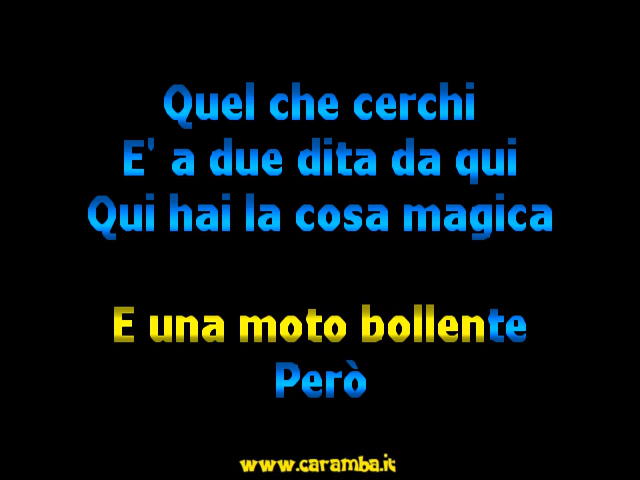 Quel che cerchi
E' a due dita da qui
Qui hai la cosa magica
E una moto bollente
Però
www.caramba.it